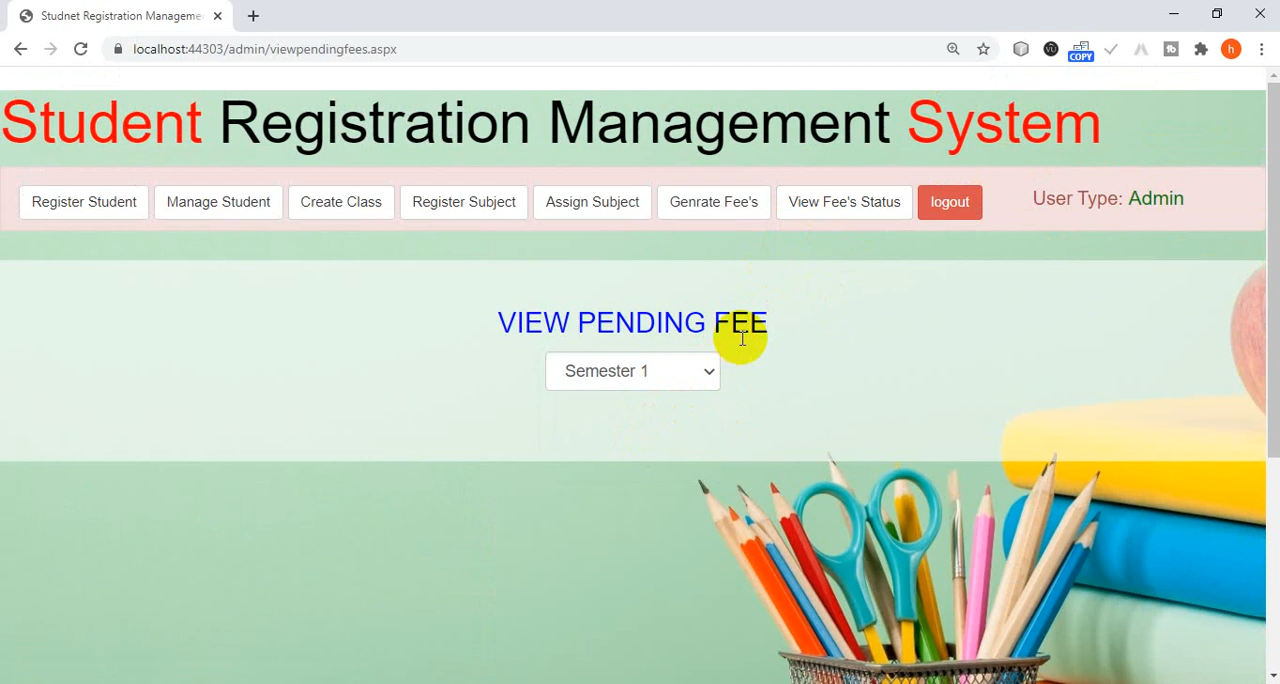 Studnet Registration Manageme
localhost:44303/admin/viewpendingfees.aspx
COPY
h
Student Registration Management System
Register Student Manage Student Create Class Register Subject Assign Subject Genrate Fee's View Fee's Status logout User Type: Admin
VIEW PENDING FEE
Semester 1